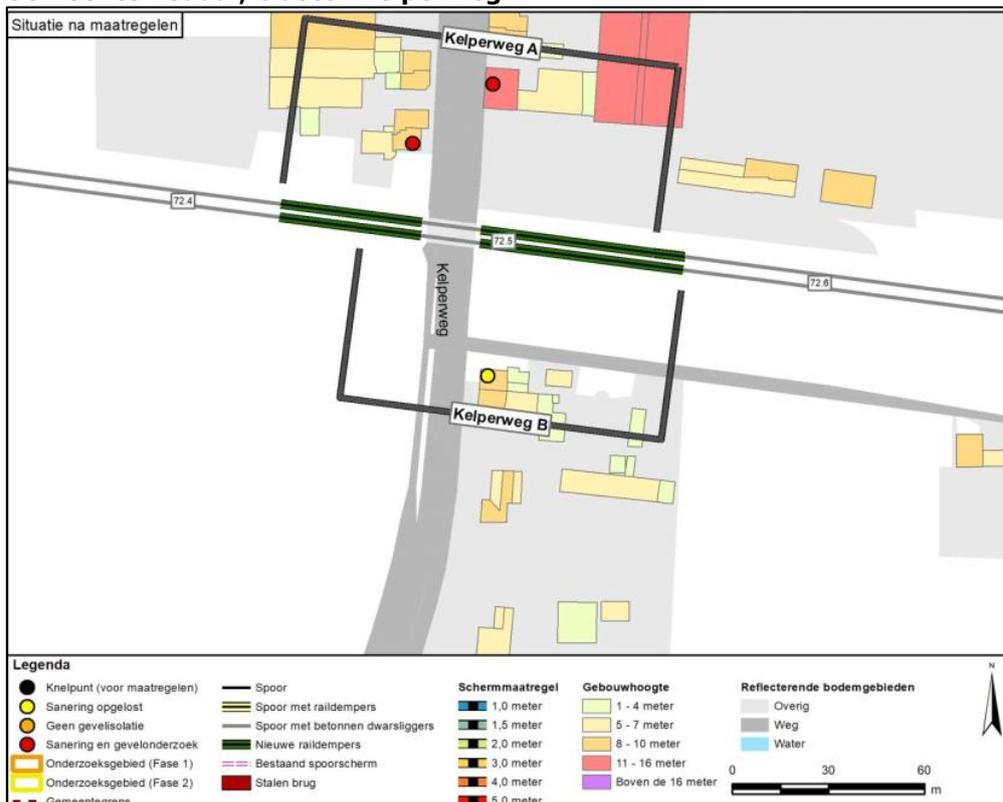 Situatie na maatregelen
Kelperweg A
72.4
72.5
72.6
Kelperweg
Kelperweg B
Legenda
Knelpunt (voor maatregelen)
Sanering opgelost
Geen gevelisolatie
Sanering en gevelonderzoek
Onderzoeksgebied (Fase 1)
Onderzoeksgebied (Fase 2)
Gemeentegrens
Spoor
Spoor met raildempers
Spoor met betonnen dwarsliggers
Nieuwe raildempers
Bestaand spoorscherm
Stalen brug
Schermmaatregel
1,0 meter
1,5 meter
2,0 meter
3,0 meter
4,0 meter
5,0 meter
Gebouwhoogte
1 - 4 meter
5 - 7 meter
8 - 10 meter
11 - 16 meter
Boven de 16 meter
Reflecterende bodemgebieden
Overig
Weg
Water
N
0 30 60
m